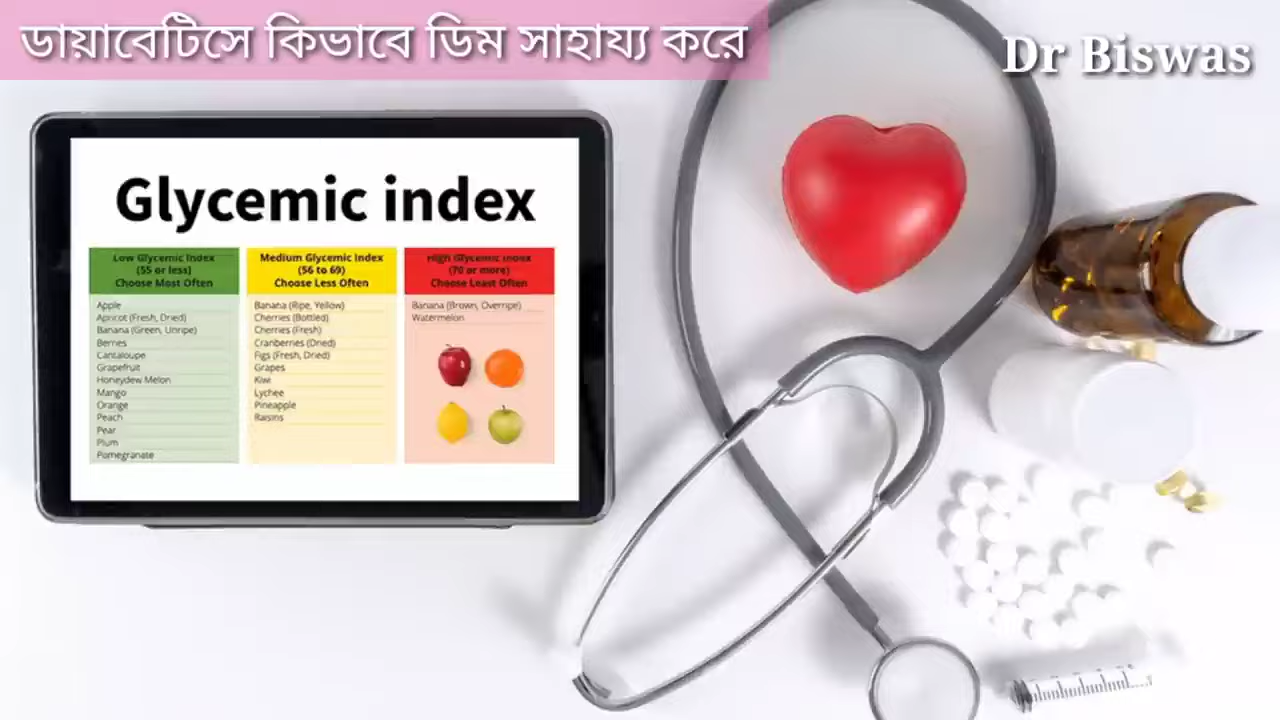 ডায়াবেটিসে কিভাবে ডিম সাহায্য করে
Dr Biswas
Glycemic index
Low Glycemic Index
(55 or less)
Choose Most Often
Apple
Apricot (Fresh, Dried)
Banana (Green, Unripe)
Berries
Cantaloupe
Grapefruit
Honeydew Melon
Mango
Orange
Peach
Pear
Plum
Pomegranate
Medium Glycemic Index
(56 to 69)
Choose Less Often
Banana (Ripe, Yellow)
Cherries (Bottled)
Cherries (Fresh)
Cranberries (Dried)
Figs (Fresh, Dried)
Grapes
Kiwi
Lychee
Pineapple
Raisins
High Glycemic Index
(70 or more)
Choose Least Often
Banana (Brown, Overripe)
Watermelon